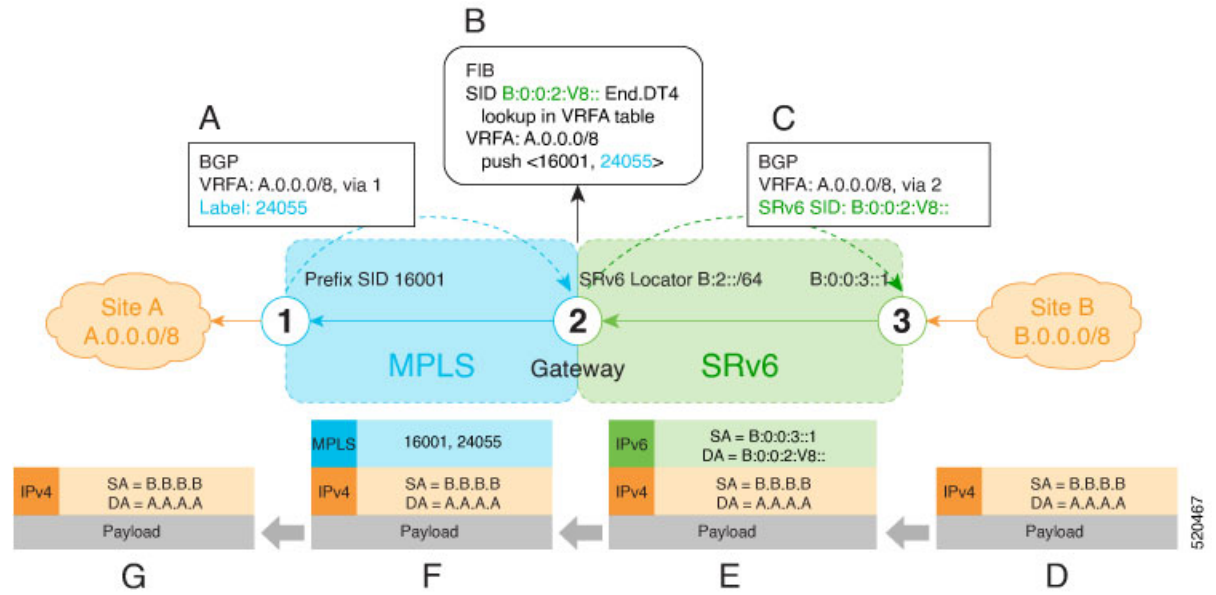 B
FIB
SID B:0:0:2:V8:: End.DT4
lookup in VRFA table
VRFA: A.0.0.0/8
push <16001, 24055>
A
BGP
VRFA: A.0.0.0/8, via 1
Label: 24055
C
BGP
VRFA: A.0.0.0/8, via 2
SRv6 SID: B:0:0:2:V8::
Prefix SID 16001
SRv6 Locator B:2::/64
B:0:0:3::1
Site A
A.0.0.0/8
1
2
3
Site B
B.0.0.0/8
MPLS
Gateway
SRv6
IPv4
SA = B.B.B.B
DA = A.A.A.A
Payload
G
MPLS
16001, 24055
IPv4
SA = B.B.B.B
DA = A.A.A.A
Payload
F
IPv6
SA = B:0:0:3::1
DA = B:0:0:2:V8::
IPv4
SA = B.B.B.B
DA = A.A.A.A
Payload
E
IPv4
SA = B.B.B.B
DA = A.A.A.A
Payload
D
520467